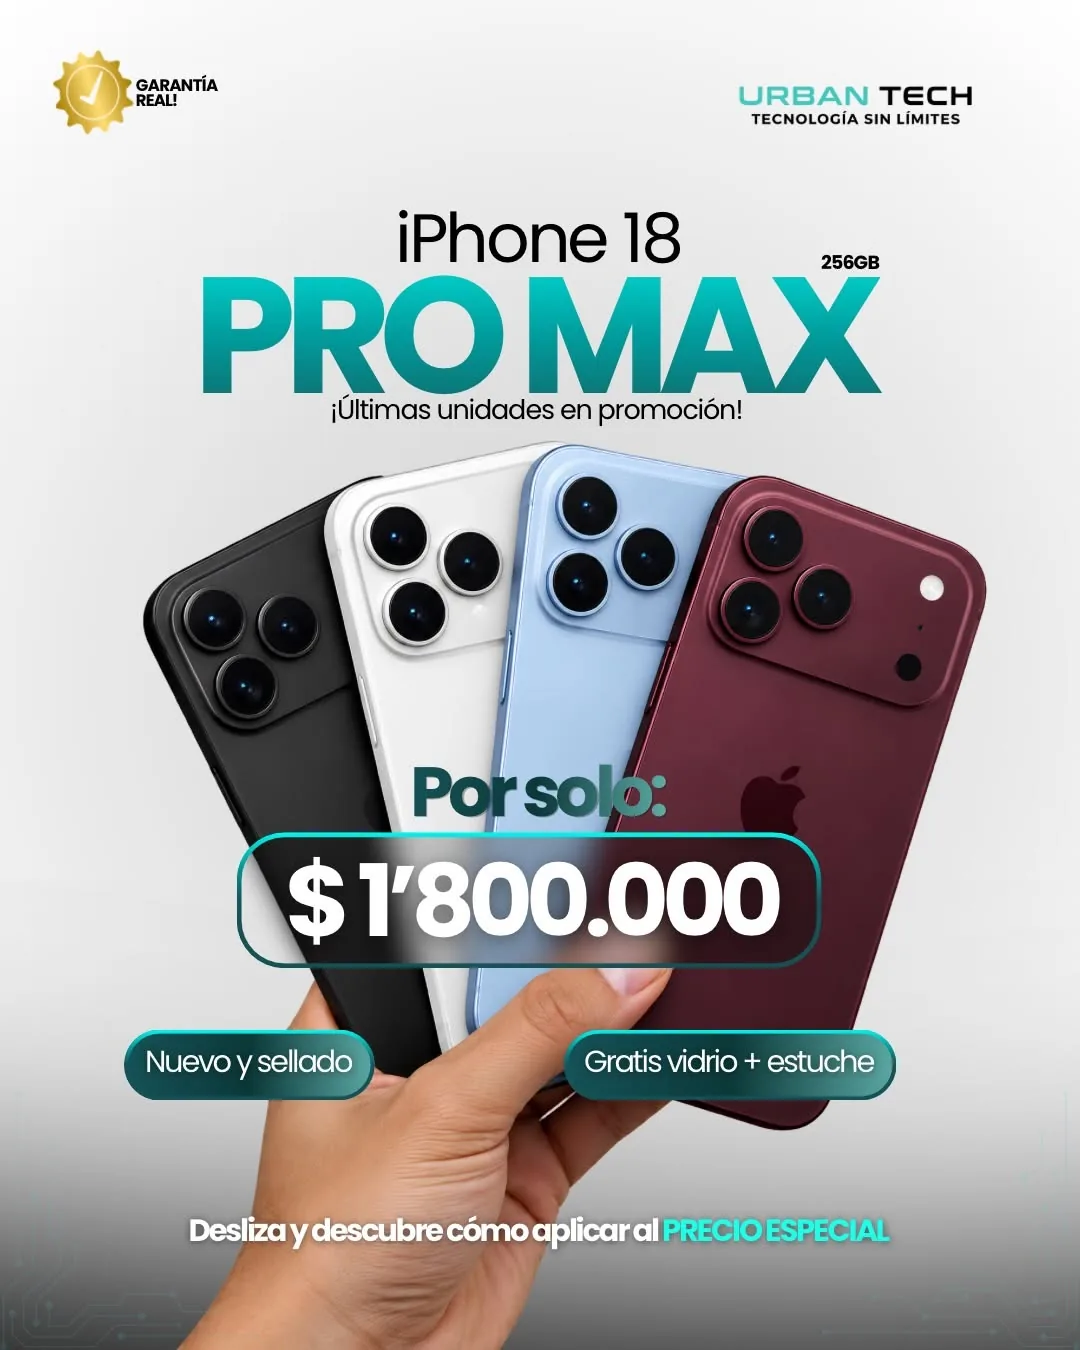 GARANTÍA
REAL!
URBAN TECH
TECNOLOGÍA SIN LÍMITES
iPhone 18
256GB
PRO MAX
¡Últimas unidades en promoción!
Por solo:
$ 1’800.000
Nuevo y sellado
Gratis vidrio + estuche
Desliza y descubre cómo aplicar al PRECIO ESPECIAL